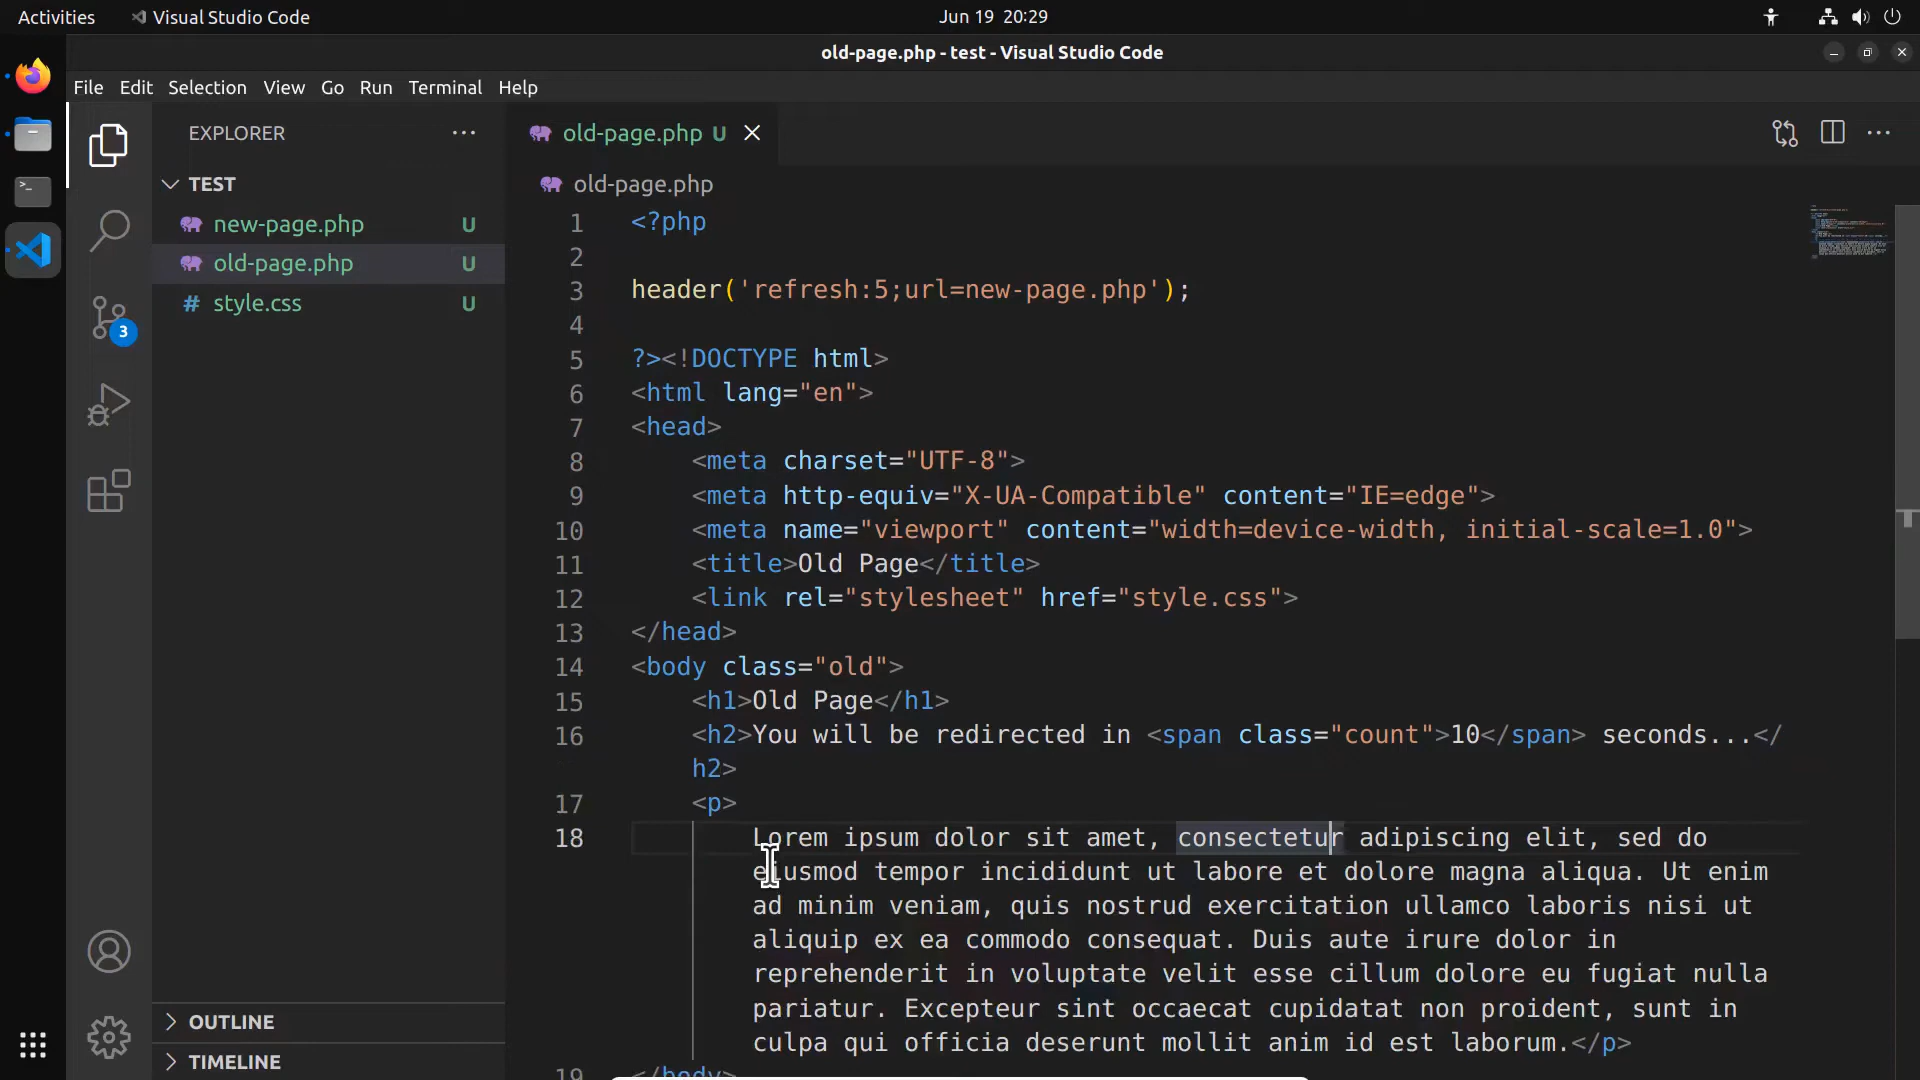 Activities Visual Studio Code Jun 19 20:29
old-page.php - test - Visual Studio Code
File Edit Selection View Go Run Terminal Help
EXPLORER
TEST
new-page.php U
old-page.php U
# style.css U
3
OUTLINE
TIMELINE
old-page.php U
old-page.php
1 <?php
2
3 header('refresh:5;url=new-page.php');
4
5 ?><!DOCTYPE html>
6 <html lang="en">
7 <head>
8 <meta charset="UTF-8">
9 <meta http-equiv="X-UA-Compatible" content="IE=edge">
10 <meta name="viewport" content="width=device-width, initial-scale=1.0">
11 <title>Old Page</title>
12 <link rel="stylesheet" href="style.css">
13 </head>
14 <body class="old">
15 <h1>Old Page</h1>
16 <h2>You will be redirected in <span class="count">10</span> seconds...</
h2>
17 <p>
18 Lorem ipsum dolor sit amet, consectetur adipiscing elit, sed do
eiusmod tempor incididunt ut labore et dolore magna aliqua. Ut enim
ad minim veniam, quis nostrud exercitation ullamco laboris nisi ut
aliquip ex ea commodo consequat. Duis aute irure dolor in
reprehenderit in voluptate velit esse cillum dolore eu fugiat nulla
pariatur. Excepteur sint occaecat cupidatat non proident, sunt in
culpa qui officia deserunt mollit anim id est laborum.</p>
19 </body>